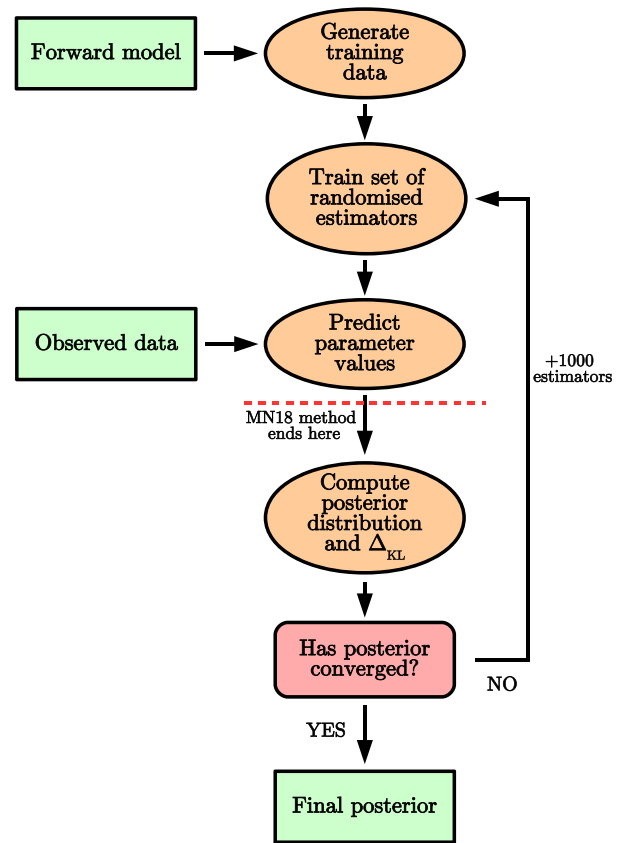 Forward model
Generate
training
data
Train set of
randomised
estimators
Observed data
Predict
parameter
values
+1000
estimators
MN18 method
ends here
Compute
posterior
distribution
and Δ_KL
Has posterior
converged?
NO
YES
Final posterior